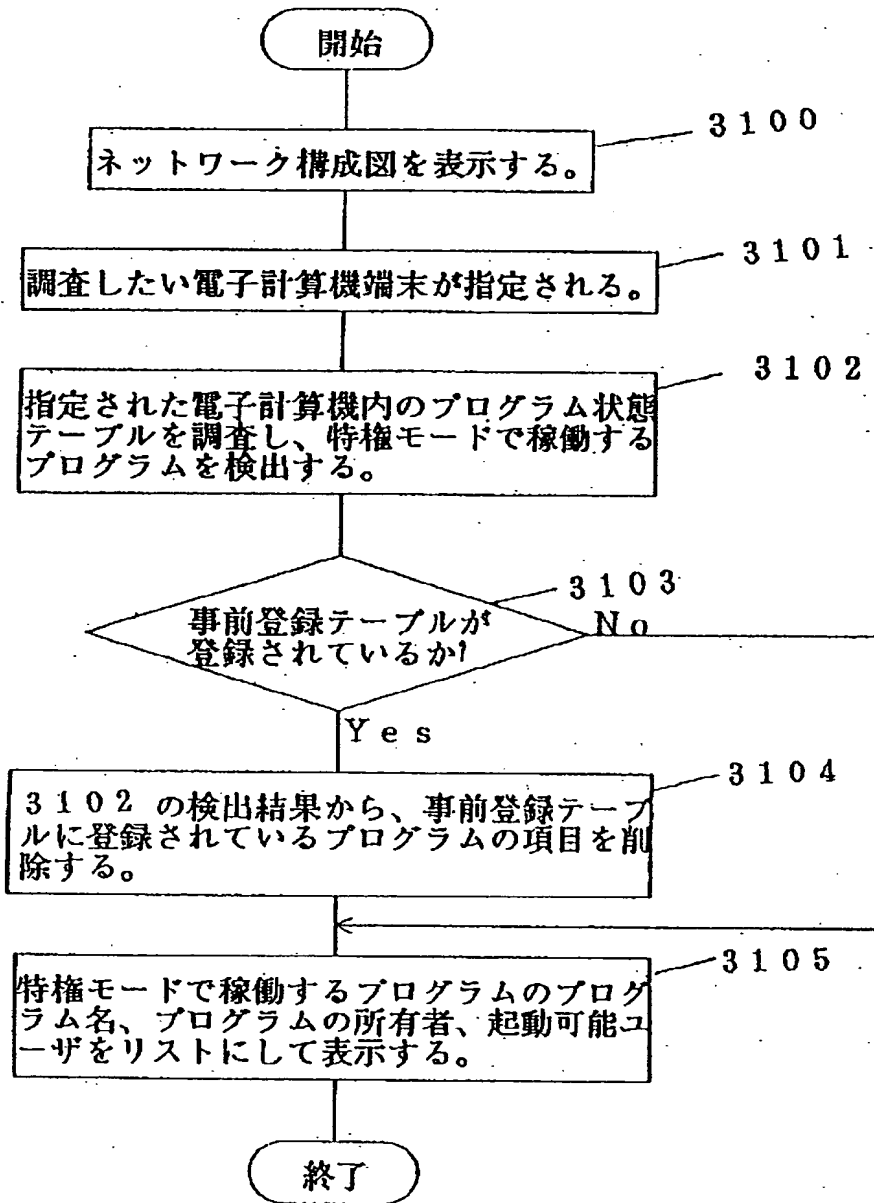 開始
3100
ネットワーク構成図を表示する。
3101
調査したい電子計算機端末が指定される。
3102
指定された電子計算機内のプログラム状態
テーブルを調査し、特権モードで稼働する
プログラムを検出する。
3103
事前登録テーブルが
登録されているか?
No
Yes
3104
3102 の検出結果から、事前登録テーブ
ルに登録されているプログラムの項目を削
除する。
3105
特権モードで稼働するプログラムのプログ
ラム名、プログラムの所有者、起動可能ユ
ーザをリストにして表示する。
終了